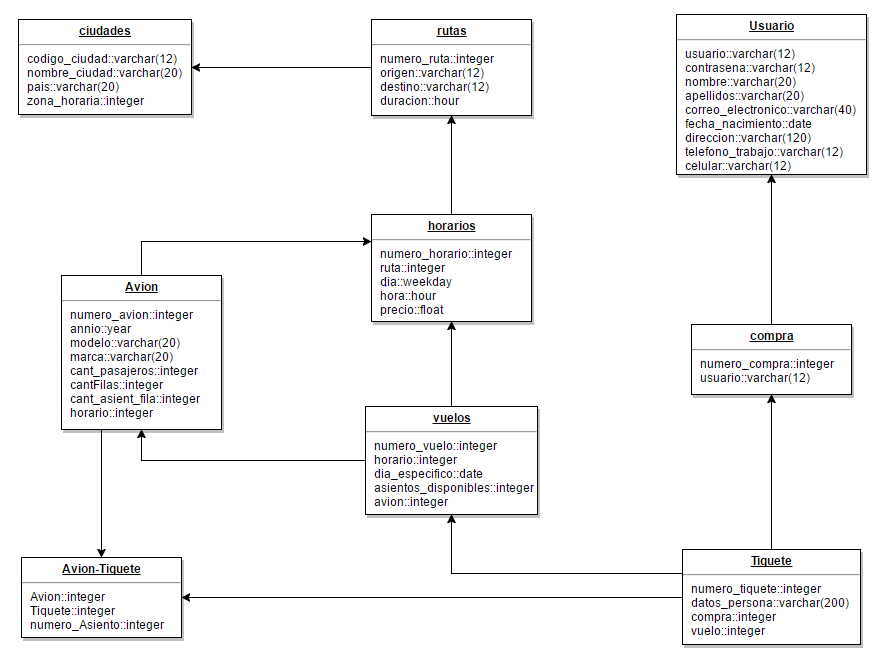 ciudades
codigo_ciudad::varchar(12)
nombre_ciudad::varchar(20)
pais::varchar(20)
zona_horaria::integer
rutas
numero_ruta::integer
origen::varchar(12)
destino::varchar(12)
duracion::hour
Usuario
usuario::varchar(12)
contrasena::varchar(12)
nombre::varchar(20)
apellidos::varchar(20)
correo_electronico::varchar(40)
fecha_nacimiento::date
direccion::varchar(120)
telefono_trabajo::varchar(12)
celular::varchar(12)
horarios
numero_horario::integer
ruta::integer
dia::weekday
hora::hour
precio::float
Avion
numero_avion::integer
annio::year
modelo::varchar(20)
marca::varchar(20)
cant_pasajeros::integer
cantFilas::integer
cant_asient_fila::integer
horario::integer
compra
numero_compra::integer
usuario::varchar(12)
vuelos
numero_vuelo::integer
horario::integer
dia_especifico::date
asientos_disponibles::integer
avion::integer
Avion-Tiquete
Avion::integer
Tiquete::integer
numero_Asiento::integer
Tiquete
numero_tiquete::integer
datos_persona::varchar(200)
compra::integer
vuelo::integer